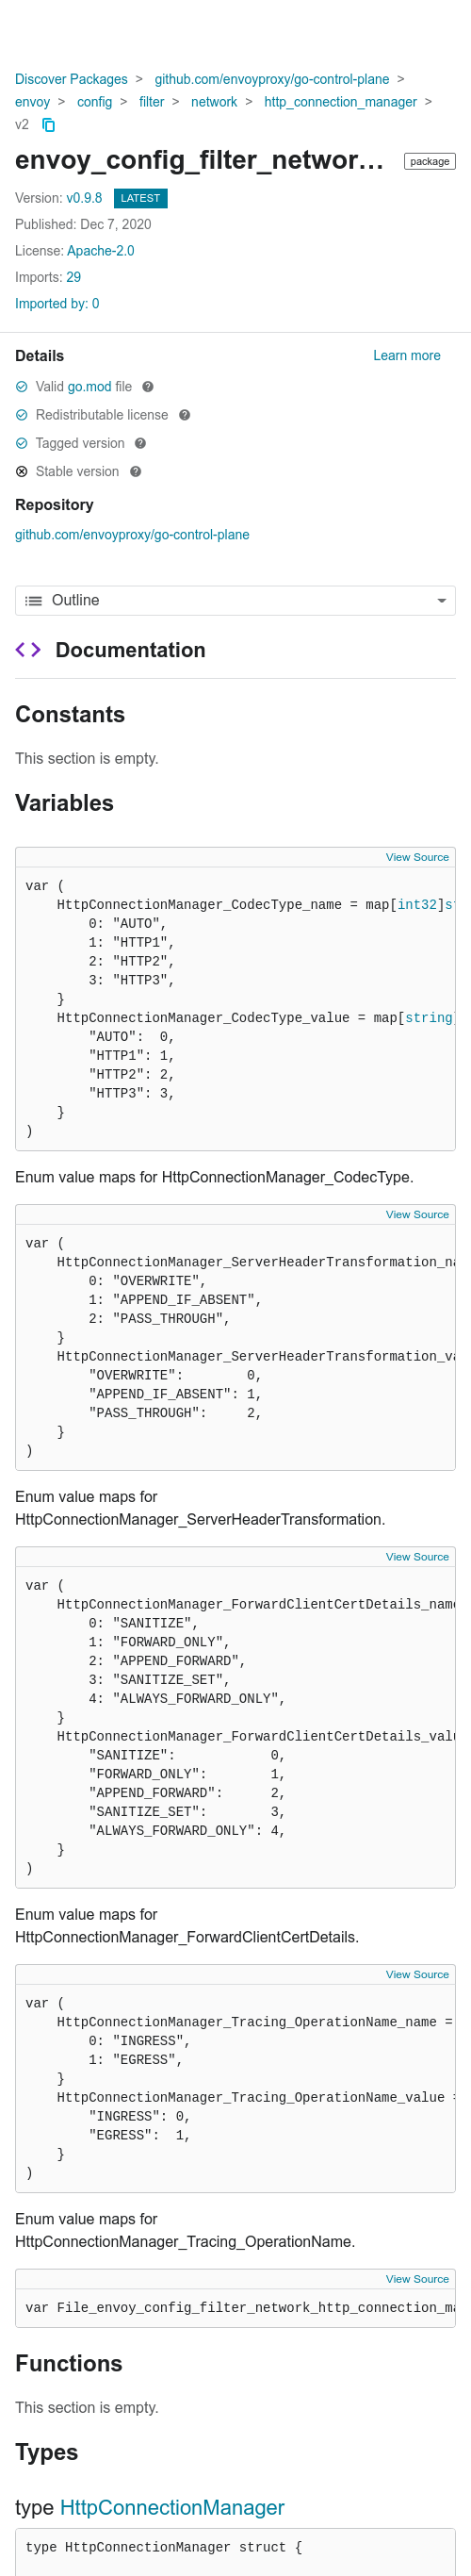 Discover Packages > github.com/envoyproxy/go-control-plane >
envoy > config > filter > network > http_connection_manager >
v2
envoy_config_filter_networ... package
Version: v0.9.8 LATEST
Published: Dec 7, 2020
License: Apache-2.0
Imports: 29
Imported by: 0
Details Learn more
Valid go.mod file
Redistributable license
Tagged version
Stable version
Repository
github.com/envoyproxy/go-control-plane
Outline
Documentation
Constants
This section is empty.
Variables
View Source
var (
    HttpConnectionManager_CodecType_name = map[int32]st
        0: "AUTO",
        1: "HTTP1",
        2: "HTTP2",
        3: "HTTP3",
    }
    HttpConnectionManager_CodecType_value = map[string]
        "AUTO":  0,
        "HTTP1": 1,
        "HTTP2": 2,
        "HTTP3": 3,
    }
)
Enum value maps for HttpConnectionManager_CodecType.
View Source
var (
    HttpConnectionManager_ServerHeaderTransformation_na
        0: "OVERWRITE",
        1: "APPEND_IF_ABSENT",
        2: "PASS_THROUGH",
    }
    HttpConnectionManager_ServerHeaderTransformation_va
        "OVERWRITE":        0,
        "APPEND_IF_ABSENT": 1,
        "PASS_THROUGH":     2,
    }
)
Enum value maps for
HttpConnectionManager_ServerHeaderTransformation.
View Source
var (
    HttpConnectionManager_ForwardClientCertDetails_name
        0: "SANITIZE",
        1: "FORWARD_ONLY",
        2: "APPEND_FORWARD",
        3: "SANITIZE_SET",
        4: "ALWAYS_FORWARD_ONLY",
    }
    HttpConnectionManager_ForwardClientCertDetails_valu
        "SANITIZE":            0,
        "FORWARD_ONLY":        1,
        "APPEND_FORWARD":      2,
        "SANITIZE_SET":        3,
        "ALWAYS_FORWARD_ONLY": 4,
    }
)
Enum value maps for
HttpConnectionManager_ForwardClientCertDetails.
View Source
var (
    HttpConnectionManager_Tracing_OperationName_name =
        0: "INGRESS",
        1: "EGRESS",
    }
    HttpConnectionManager_Tracing_OperationName_value =
        "INGRESS": 0,
        "EGRESS":  1,
    }
)
Enum value maps for
HttpConnectionManager_Tracing_OperationName.
View Source
var File_envoy_config_filter_network_http_connection_ma
Functions
This section is empty.
Types
type HttpConnectionManager
type HttpConnectionManager struct {